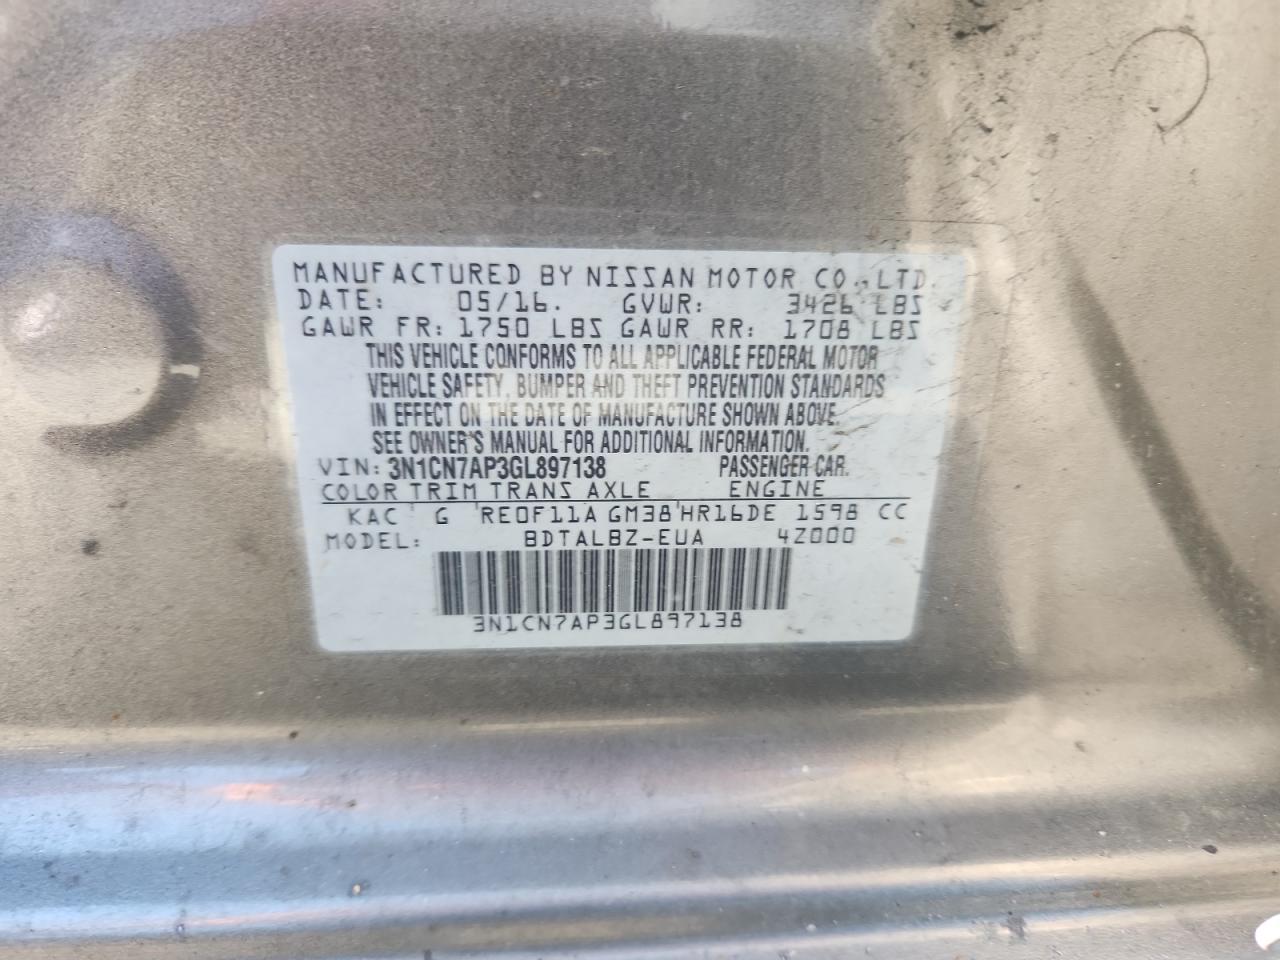 MANUFACTURED BY NISSAN MOTOR CO., LTD.
DATE: 05/16. GVWR: 3426 LBS
GAWR FR: 1750 LBS GAWR RR: 1708 LBS
THIS VEHICLE CONFORMS TO ALL APPLICABLE FEDERAL MOTOR
VEHICLE SAFETY, BUMPER AND THEFT PREVENTION STANDARDS
IN EFFECT ON THE DATE OF MANUFACTURE SHOWN ABOVE.
SEE OWNER'S MANUAL FOR ADDITIONAL INFORMATION.
VIN: 3N1CN7AP3GL897138 PASSENGER CAR.
COLOR TRIM TRANS AXLE ENGINE
KAC G RE0F11A GM38 HR16DE 1598 CC
MODEL: BDTALBZ-EUA 4Z000
3N1CN7AP3GL897138